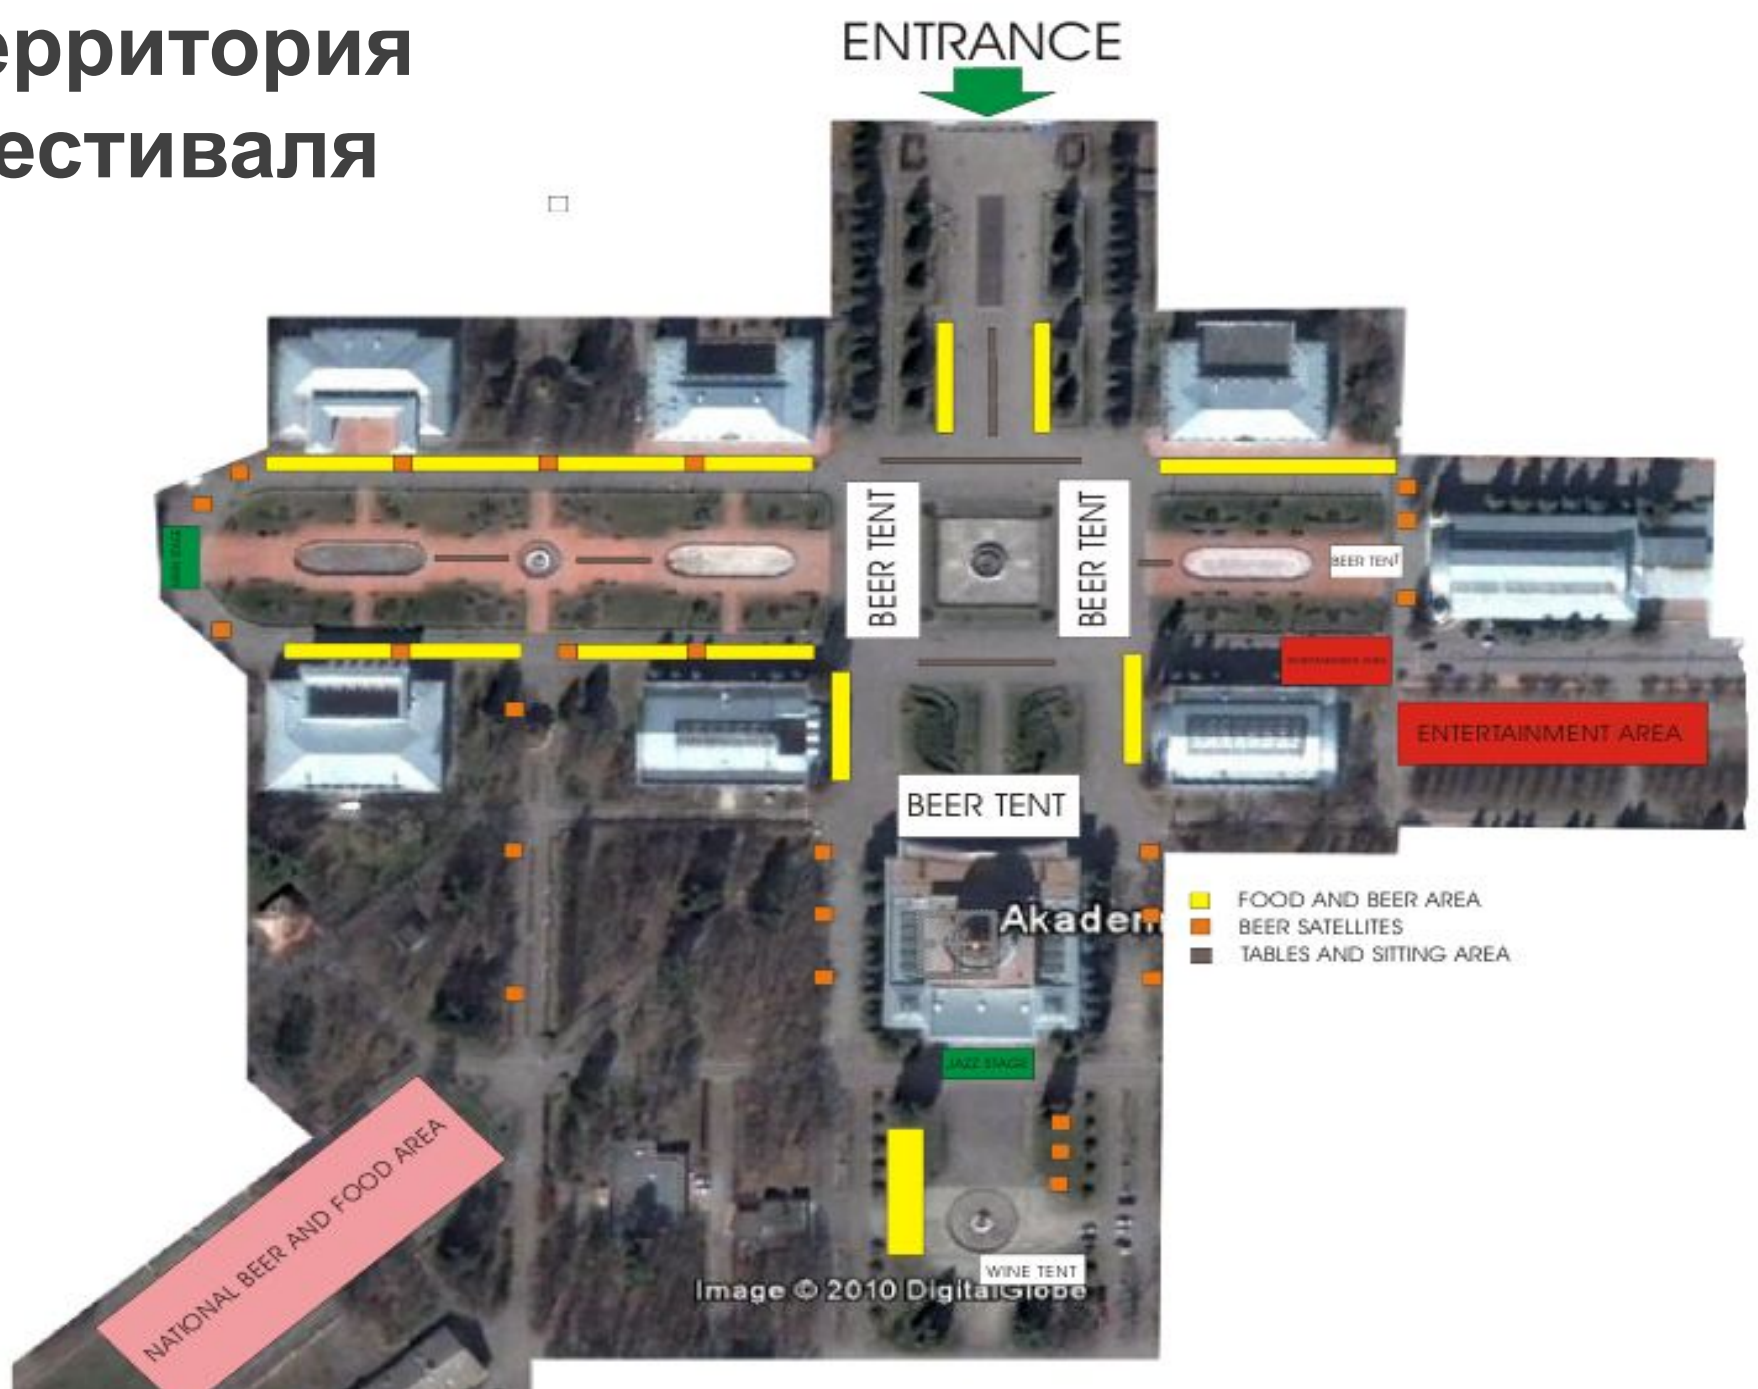 ерритория
естиваля
ENTRANCE
BEER TENT
BEER TENT
BEER TENT
ENTERTAINMENT AREA
BEER TENT
Akadem
FOOD AND BEER AREA
BEER SATELLITES
TABLES AND SITTING AREA
JAZZ STAGE
NATIONAL BEER AND FOOD AREA
WINE TENT
Image © 2010 DigitalGlobe